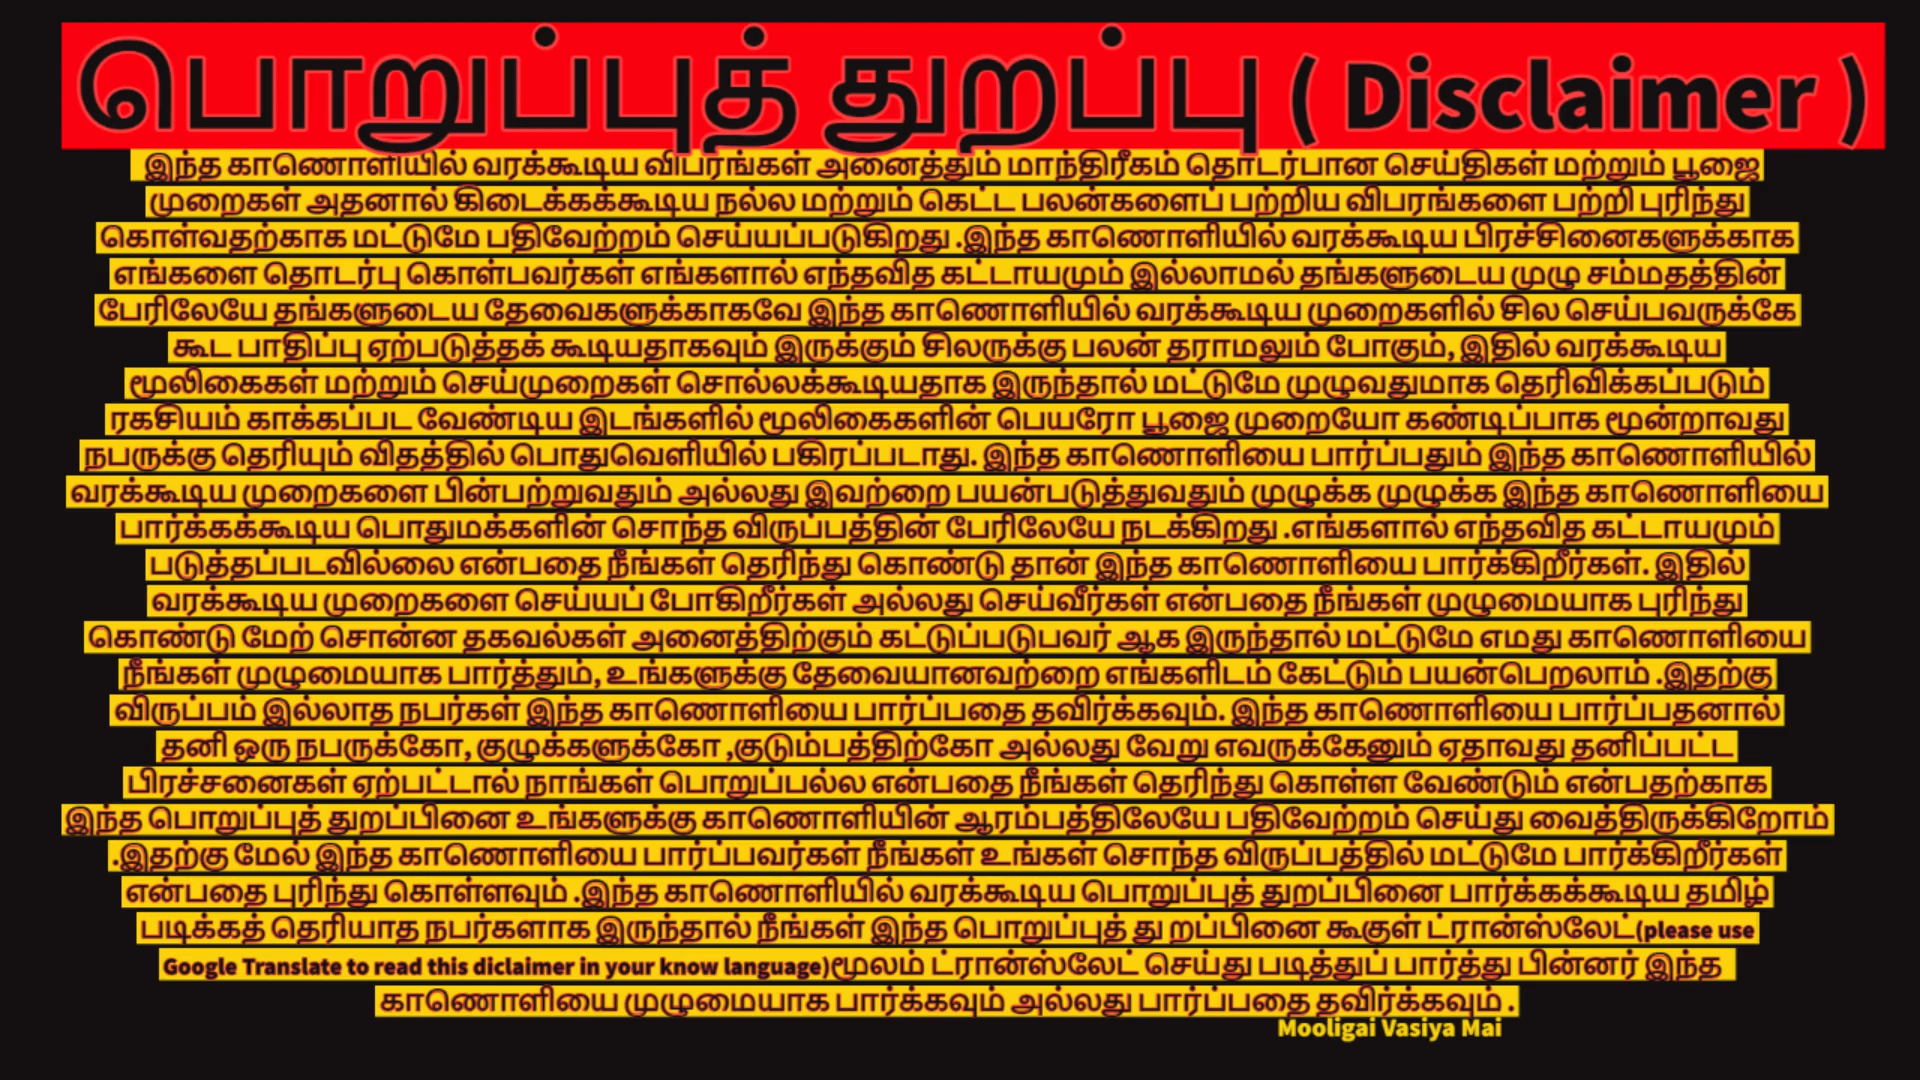 பொறுப்புத் துறப்பு ( Disclaimer )
இந்த காணொளியில் வரக்கூடிய விபரங்கள் அனைத்தும் மாந்திரீகம் தொடர்பான செய்திகள் மற்றும் பூஜை
முறைகள் அதனால் கிடைக்கக்கூடிய நல்ல மற்றும் கெட்ட பலன்களைப் பற்றிய விபரங்களை பற்றி புரிந்து
கொள்வதற்காக மட்டுமே பதிவேற்றம் செய்யப்படுகிறது .இந்த காணொளியில் வரக்கூடிய பிரச்சினைகளுக்காக
எங்களை தொடர்பு கொள்பவர்கள் எங்களால் எந்தவித கட்டாயமும் இல்லாமல் தங்களுடைய முழு சம்மதத்தின்
பேரிலேயே தங்களுடைய தேவைகளுக்காகவே இந்த காணொளியில் வரக்கூடிய முறைகளில் சில செய்பவருக்கே
கூட பாதிப்பு ஏற்படுத்தக் கூடியதாகவும் இருக்கும் சிலருக்கு பலன் தராமலும் போகும், இதில் வரக்கூடிய
மூலிகைகள் மற்றும் செய்முறைகள் சொல்லக்கூடியதாக இருந்தால் மட்டுமே முழுவதுமாக தெரிவிக்கப்படும்
ரகசியம் காக்கப்பட வேண்டிய இடங்களில் மூலிகைகளின் பெயரோ பூஜை முறையோ கண்டிப்பாக மூன்றாவது
நபருக்கு தெரியும் விதத்தில் பொதுவெளியில் பகிரப்படாது. இந்த காணொளியை பார்ப்பதும் இந்த காணொளியில்
வரக்கூடிய முறைகளை பின்பற்றுவதும் அல்லது இவற்றை பயன்படுத்துவதும் முழுக்க முழுக்க இந்த காணொளியை
பார்க்கக்கூடிய பொதுமக்களின் சொந்த விருப்பத்தின் பேரிலேயே நடக்கிறது .எங்களால் எந்தவித கட்டாயமும்
படுத்தப்படவில்லை என்பதை நீங்கள் தெரிந்து கொண்டு தான் இந்த காணொளியை பார்க்கிறீர்கள். இதில்
வரக்கூடிய முறைகளை செய்யப் போகிறீர்கள் அல்லது செய்வீர்கள் என்பதை நீங்கள் முழுமையாக புரிந்து
கொண்டு மேற் சொன்ன தகவல்கள் அனைத்திற்கும் கட்டுப்படுபவர் ஆக இருந்தால் மட்டுமே எமது காணொளியை
நீங்கள் முழுமையாக பார்த்தும், உங்களுக்கு தேவையானவற்றை எங்களிடம் கேட்டும் பயன்பெறலாம் .இதற்கு
விருப்பம் இல்லாத நபர்கள் இந்த காணொளியை பார்ப்பதை தவிர்க்கவும். இந்த காணொளியை பார்ப்பதனால்
தனி ஒரு நபருக்கோ, குழுக்களுக்கோ ,குடும்பத்திற்கோ அல்லது வேறு எவருக்கேனும் ஏதாவது தனிப்பட்ட
பிரச்சனைகள் ஏற்பட்டால் நாங்கள் பொறுப்பல்ல என்பதை நீங்கள் தெரிந்து கொள்ள வேண்டும் என்பதற்காக
இந்த பொறுப்புத் துறப்பினை உங்களுக்கு காணொளியின் ஆரம்பத்திலேயே பதிவேற்றம் செய்து வைத்திருக்கிறோம்
.இதற்கு மேல் இந்த காணொளியை பார்ப்பவர்கள் நீங்கள் உங்கள் சொந்த விருப்பத்தில் மட்டுமே பார்க்கிறீர்கள்
என்பதை புரிந்து கொள்ளவும் .இந்த காணொளியில் வரக்கூடிய பொறுப்புத் துறப்பினை பார்க்கக்கூடிய தமிழ்
படிக்கத் தெரியாத நபர்களாக இருந்தால் நீங்கள் இந்த பொறுப்புத் து றப்பினை கூகுள் ட்ரான்ஸ்லேட்(please use
Google Translate to read this diclaimer in your know language)மூலம் ட்ரான்ஸ்லேட் செய்து படித்துப் பார்த்து பின்னர் இந்த
காணொளியை முழுமையாக பார்க்கவும் அல்லது பார்ப்பதை தவிர்க்கவும் .
Mooligai Vasiya Mai